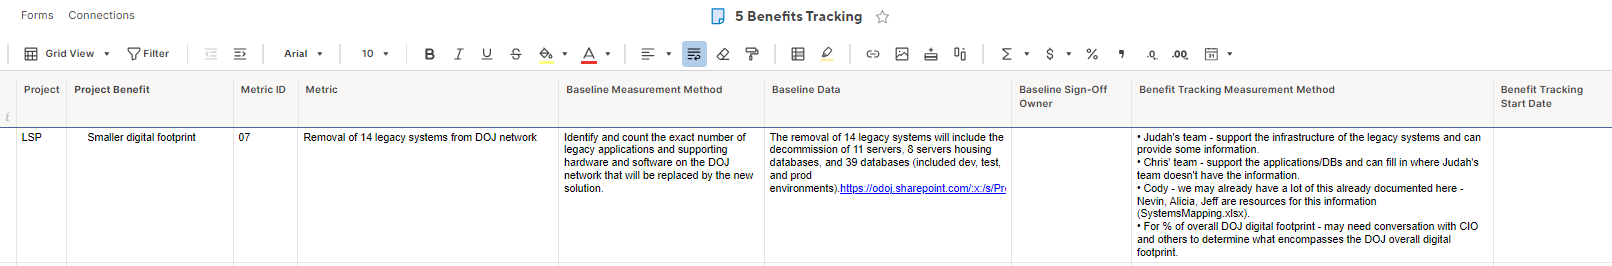 Forms Connections
5 Benefits Tracking
Grid View Filter Arial 10 B I U S A Σ $ % , .0 .00 31
Project Project Benefit Metric ID Metric Baseline Measurement Method Baseline Data Baseline Sign-Off Owner Benefit Tracking Measurement Method Benefit Tracking Start Date
i
LSP
Smaller digital footprint
07
Removal of 14 legacy systems from DOJ network
Identify and count the exact number of
legacy applications and supporting
hardware and software on the DOJ
network that will be replaced by the new
solution.
The removal of 14 legacy systems will include the
decommission of 11 servers, 8 servers housing
databases, and 39 databases (included dev, test,
and prod
environments).https://odoj.sharepoint.com/:x:/s/Pr
• Judah's team - support the infrastructure of the legacy systems and can
provide some information.
• Chris' team - support the applications/DBs and can fill in where Judah's
team doesn't have the information.
• Cody - we may already have a lot of this already documented here -
Nevin, Alicia, Jeff are resources for this information
(SystemsMapping.xlsx).
• For % of overall DOJ digital footprint - may need conversation with CIO
and others to determine what encompasses the DOJ overall digital
footprint.